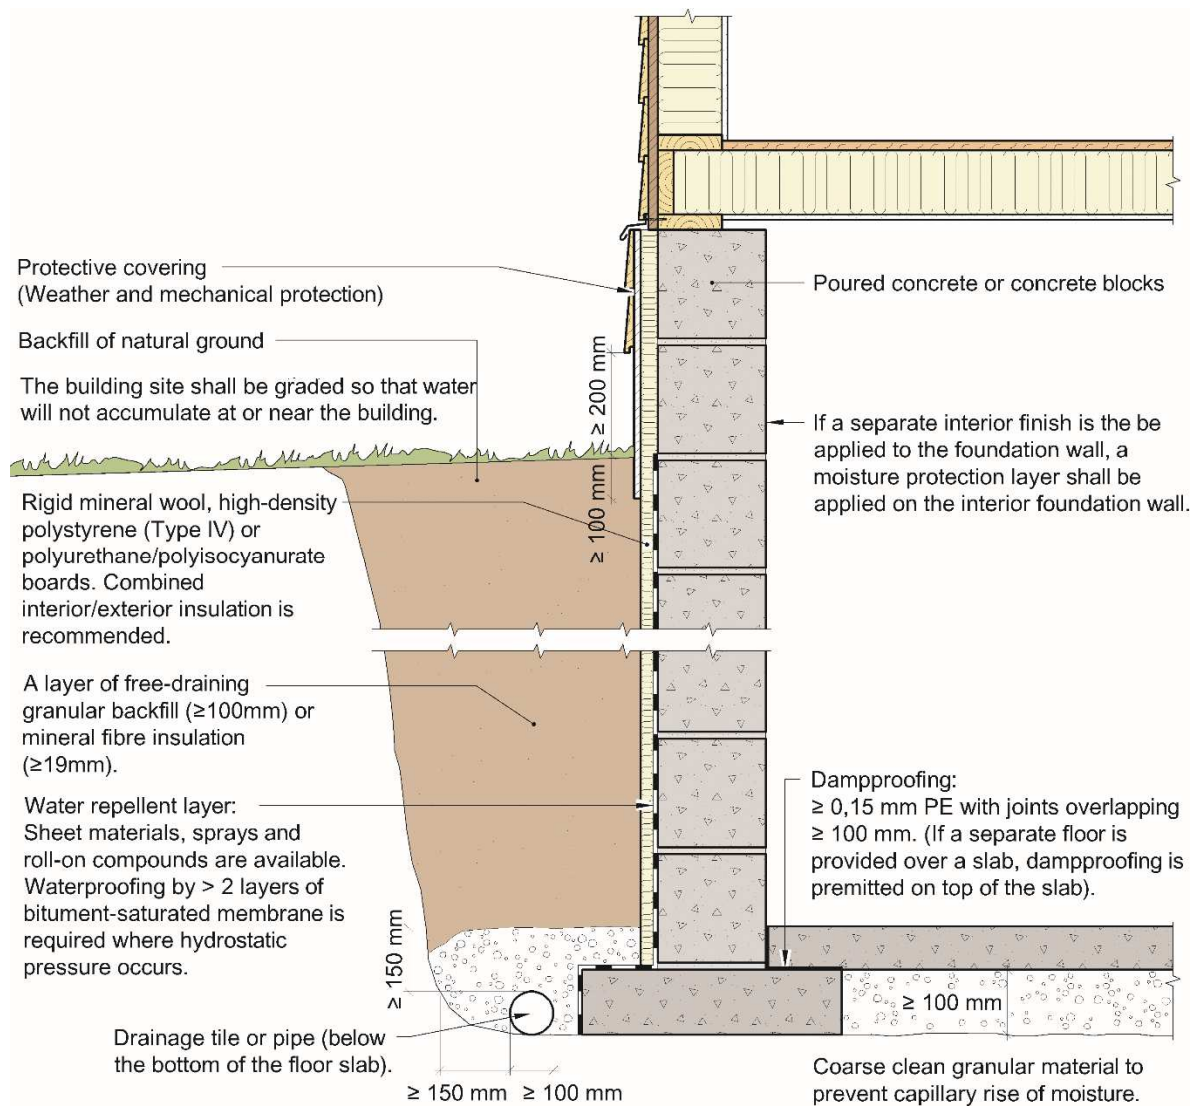 Protective covering
(Weather and mechanical protection)
Backfill of natural ground
The building site shall be graded so that water
will not accumulate at or near the building.
Rigid mineral wool, high-density
polystyrene (Type IV) or
polyurethane/polyisocyanurate
boards. Combined
interior/exterior insulation is
recommended.
A layer of free-draining
granular backfill (≥100mm) or
mineral fibre insulation
(≥19mm).
Water repellent layer:
Sheet materials, sprays and
roll-on compounds are available.
Waterproofing by > 2 layers of
bitument-saturated membrane is
required where hydrostatic
pressure occurs.
Drainage tile or pipe (below
the bottom of the floor slab).
≥ 200 mm
≥ 100 mm
≥ 150 mm
≥ 150 mm
≥ 100 mm
Poured concrete or concrete blocks
If a separate interior finish is the be
applied to the foundation wall, a
moisture protection layer shall be
applied on the interior foundation wall.
Dampproofing:
≥ 0,15 mm PE with joints overlapping
≥ 100 mm. (If a separate floor is
provided over a slab, dampproofing is
premitted on top of the slab).
≥ 100 mm
Coarse clean granular material to
prevent capillary rise of moisture.